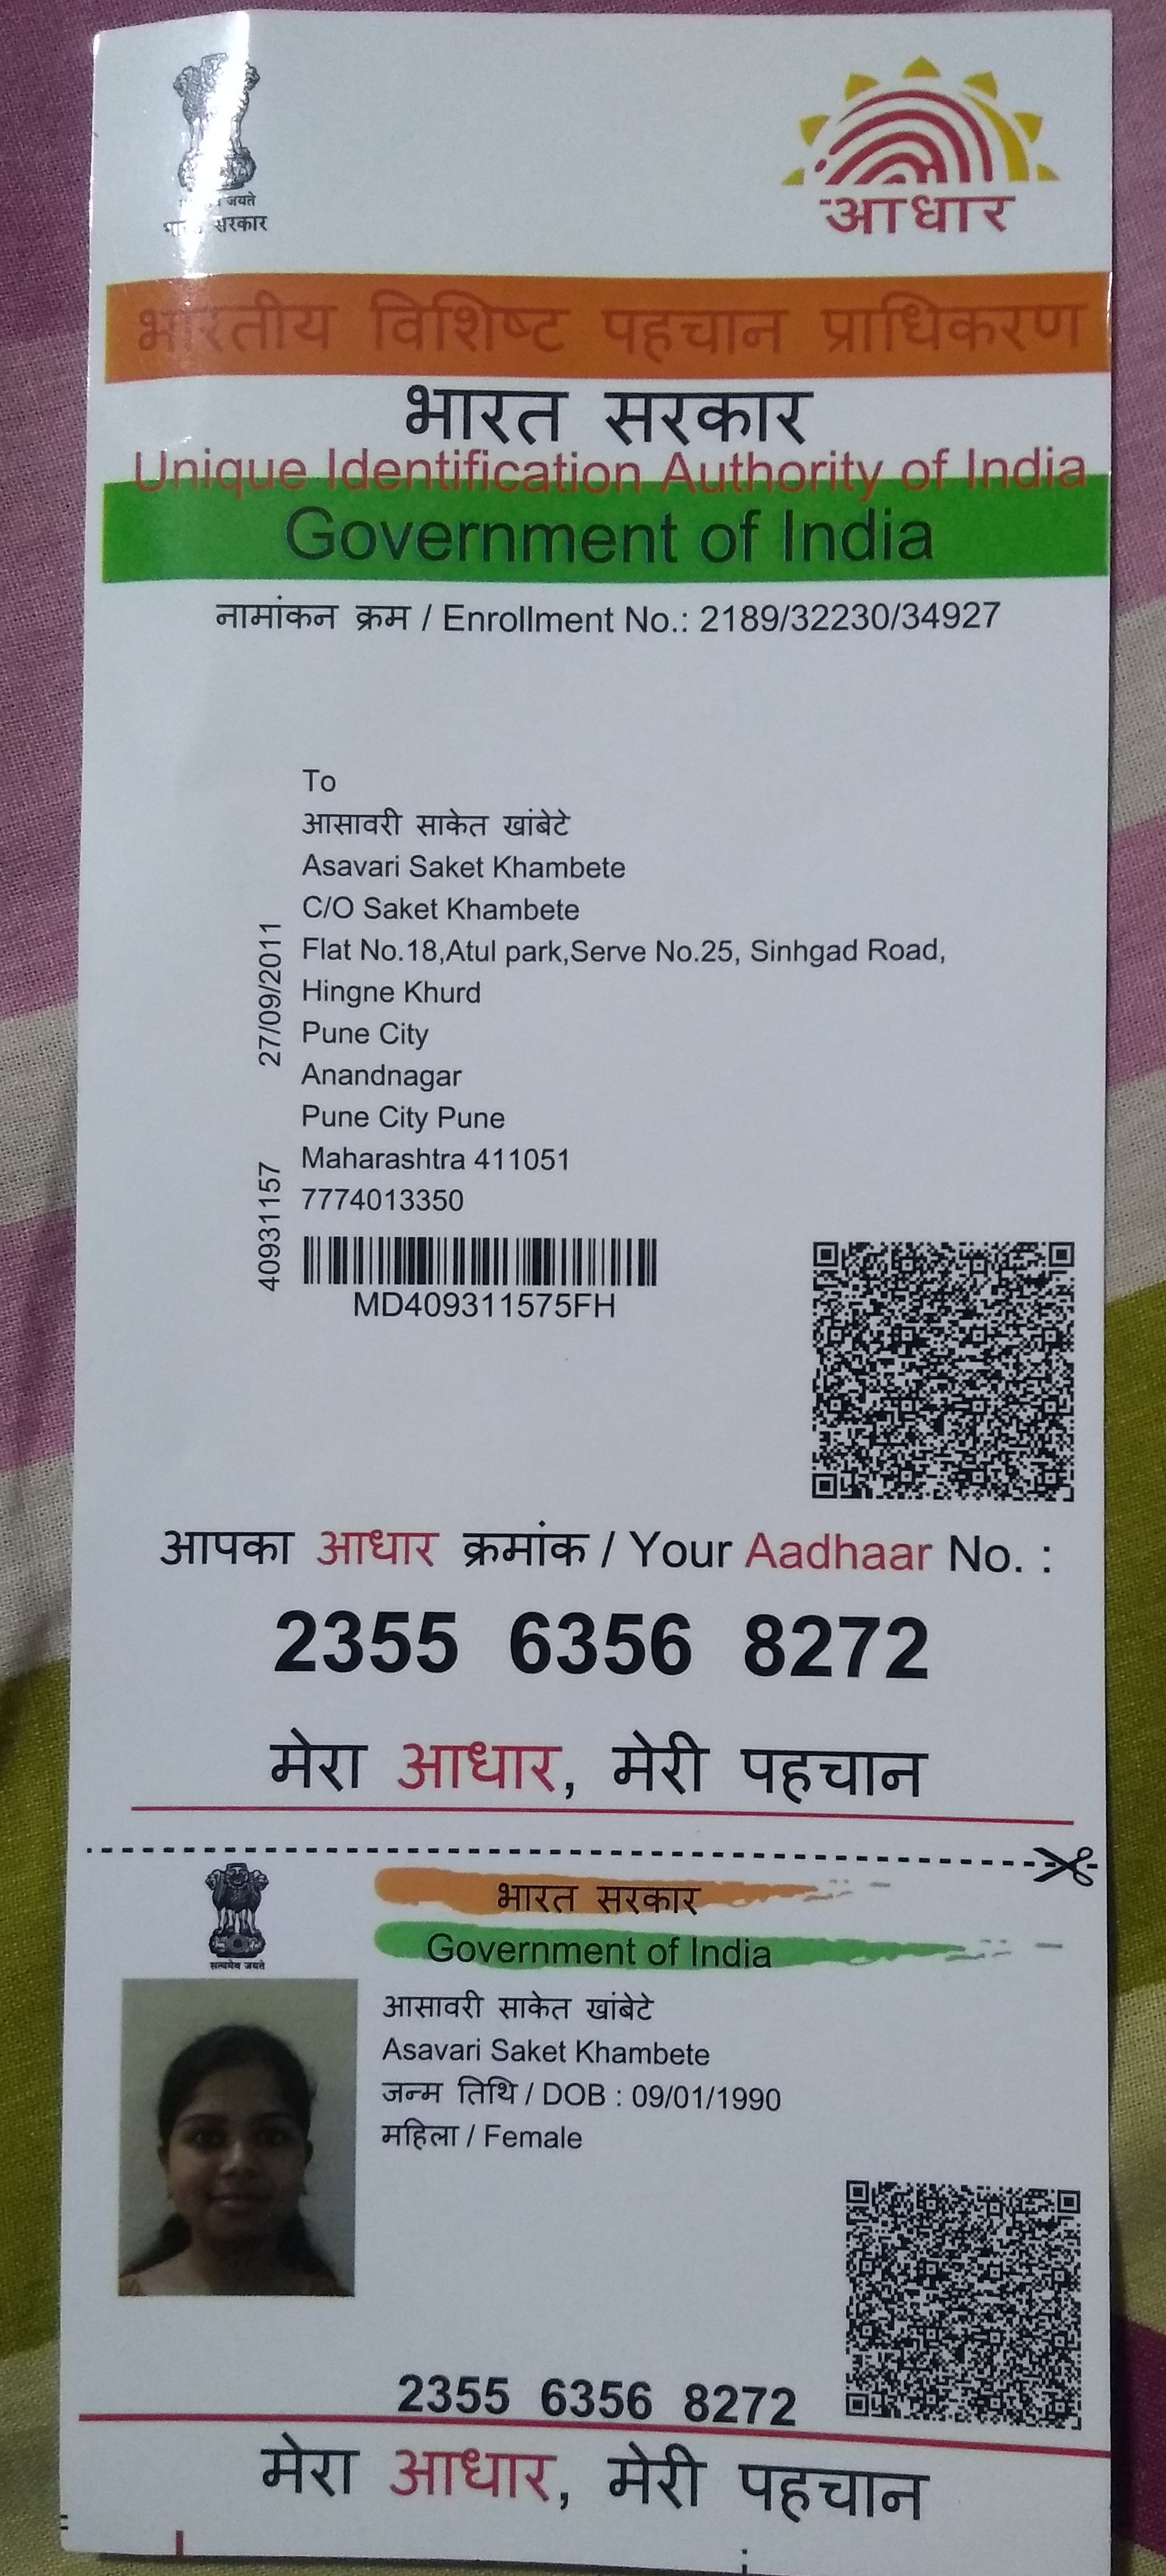 जयते
सरकार
आधार
भारतीय विशिष्ट पहचान प्राधिकरण
भारत सरकार
Unique Identification Authority of India
Government of India
नामांकन क्रम / Enrollment No.: 2189/32230/34927
To
आसावरी साकेत खांबेटे
Asavari Saket Khambete
C/O Saket Khambete
Flat No.18,Atul park,Serve No.25, Sinhgad Road,
Hingne Khurd
Pune City
Anandnagar
Pune City Pune
Maharashtra 411051
7774013350
27/09/2011
40931157
MD409311575FH
आपका आधार क्रमांक / Your Aadhaar No. :
2355 6356 8272
मेरा आधार, मेरी पहचान
सत्यमेव जयते
भारत सरकार
Government of India
आसावरी साकेत खांबेटे
Asavari Saket Khambete
जन्म तिथि / DOB : 09/01/1990
महिला / Female
2355 6356 8272
मेरा आधार, मेरी पहचान